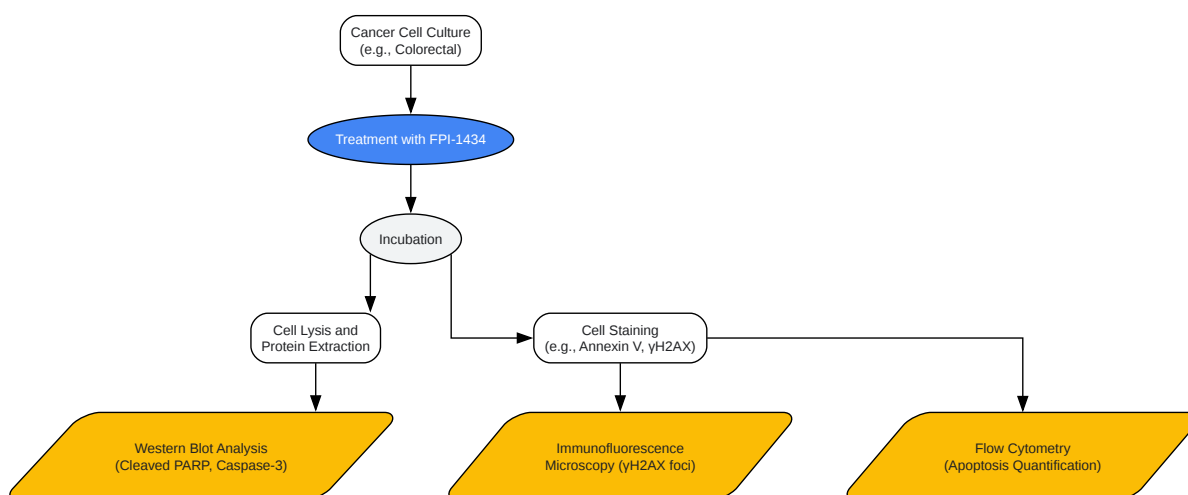 Cancer Cell Culture
(e.g., Colorectal)
Treatment with FPI-1434
Incubation
Cell Lysis and
Protein Extraction
Cell Staining
(e.g., Annexin V, γH2AX)
Western Blot Analysis
(Cleaved PARP, Caspase-3)
Immunofluorescence
Microscopy (γH2AX foci)
Flow Cytometry
(Apoptosis Quantification)